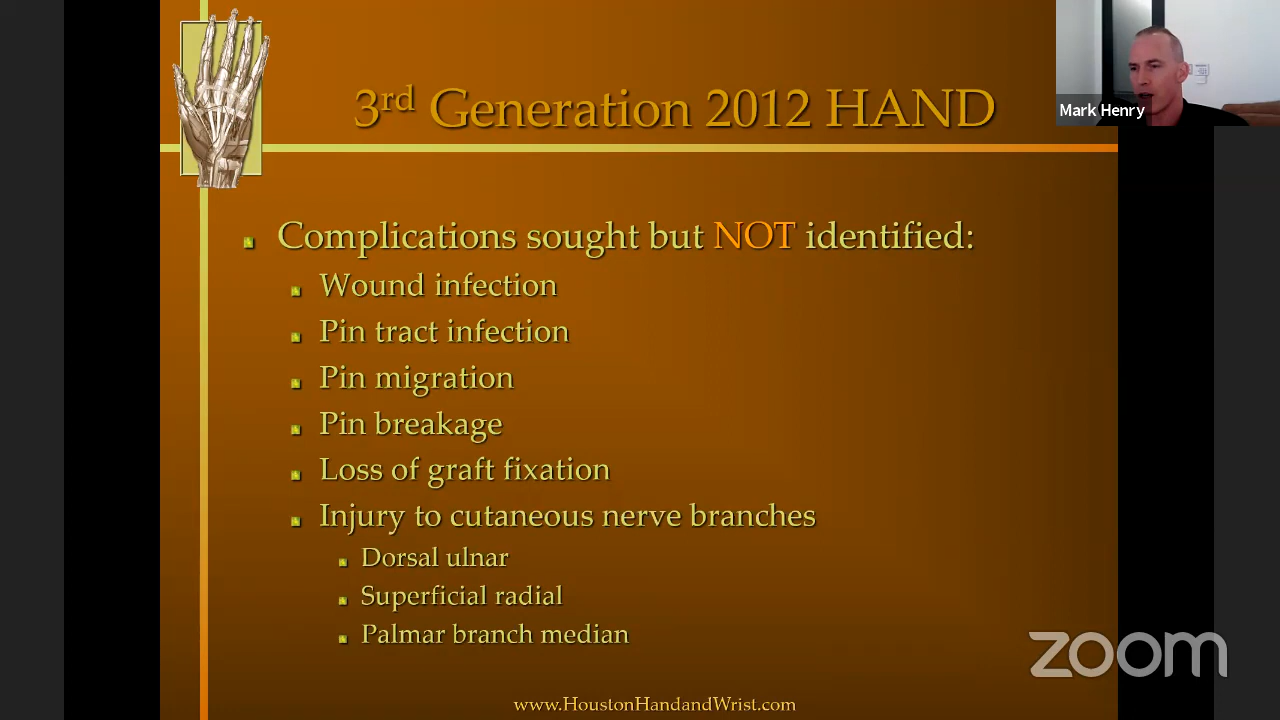 3rd Generation 2012 HAND
Mark Henry
Complications sought but NOT identified:
Wound infection
Pin tract infection
Pin migration
Pin breakage
Loss of graft fixation
Injury to cutaneous nerve branches
Dorsal ulnar
Superficial radial
Palmar branch median
zoom
www.HoustonHandandWrist.com